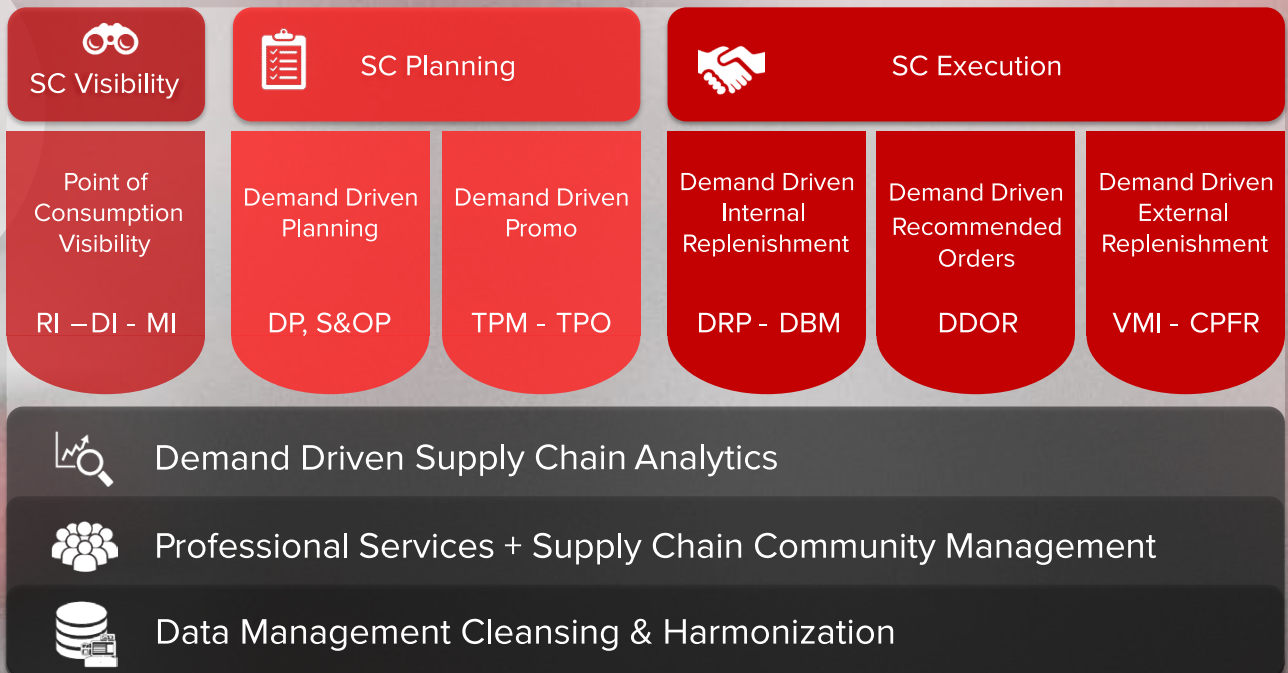 SC Visibility
SC Planning
SC Execution
Point of
Consumption
Visibility
RI –DI - MI
Demand Driven
Planning
DP, S&OP
Demand Driven
Promo
TPM - TPO
Demand Driven
Internal
Replenishment
DRP - DBM
Demand Driven
Recommended
Orders
DDOR
Demand Driven
External
Replenishment
VMI - CPFR
Demand Driven Supply Chain Analytics
Professional Services + Supply Chain Community Management
Data Management Cleansing & Harmonization